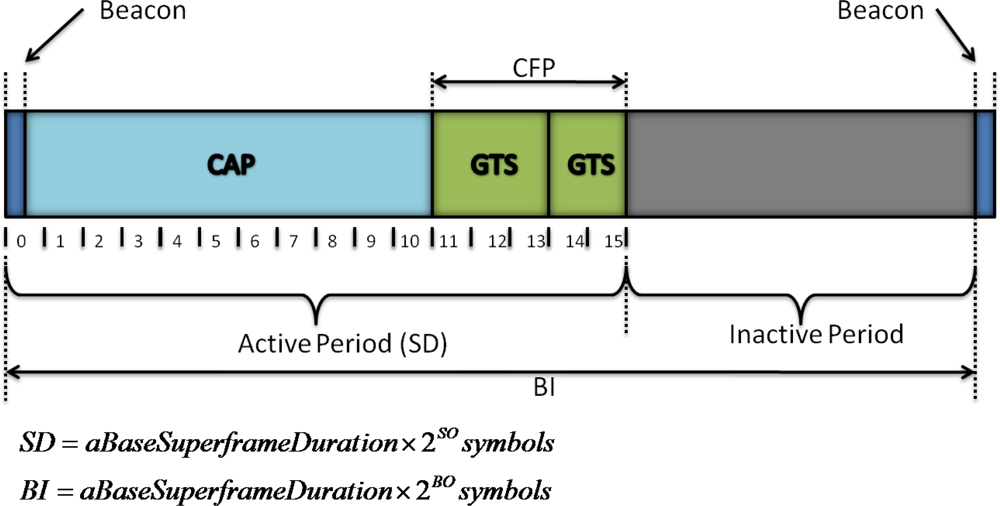 Beacon Beacon
CFP
CAP GTS GTS
0 1 2 3 4 5 6 7 8 9 10 11 12 13 14 15
Active Period (SD) Inactive Period
BI
SD = aBaseSuperframeDuration × 2^SO symbols
BI = aBaseSuperframeDuration × 2^BO symbols